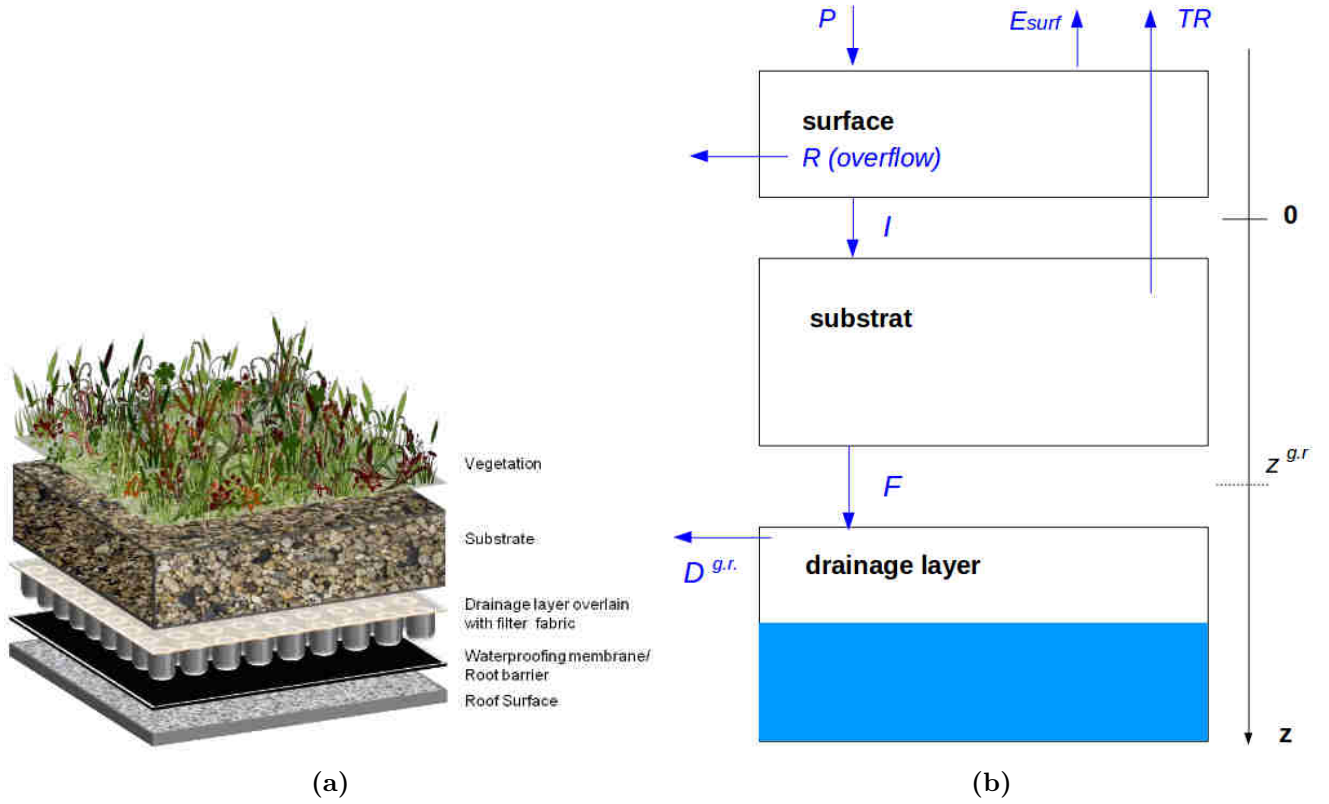 Vegetation
Substrate
Drainage layer overlain
with filter fabric
Waterproofing membrane/
Root barrier
Roof Surface
(a)
P
Esurf
TR
surface
R (overflow)
0
I
substrat
z g.r
F
D g.r.
drainage layer
z
(b)